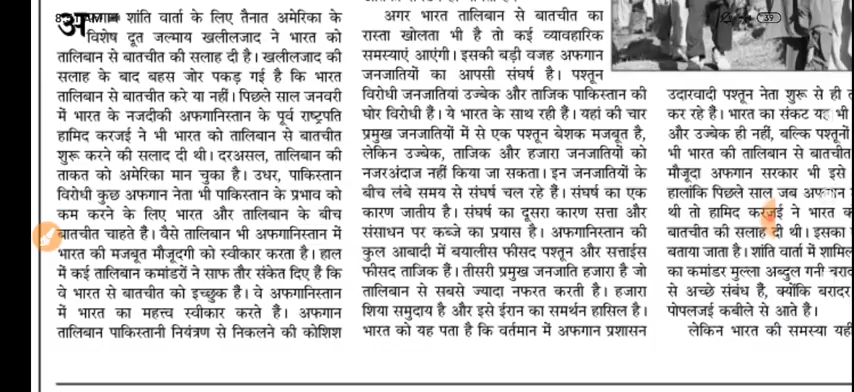 अफगान शांति वार्ता के लिए तैनात अमेरिका के
विशेष दूत जल्माय खलीलजाद ने भारत को
तालिबान से बातचीत की सलाह दी है। खलीलजाद की
सलाह के बाद बहस जोर पकड़ गई है कि भारत
तालिबान से बातचीत करे या नहीं। पिछले साल जनवरी
में भारत के नजदीकी अफगानिस्तान के पूर्व राष्ट्रपति
हामिद करजई ने भी भारत को तालिबान से बातचीत
शुरू करने की सलाद दी थी। दरअसल, तालिबान की
ताकत को अमेरिका मान चुका है। उधर, पाकिस्तान
विरोधी कुछ अफगान नेता भी पाकिस्तान के प्रभाव को
कम करने के लिए भारत और तालिबान के बीच
बातचीत चाहते हैं। वैसे तालिबान भी अफगानिस्तान में
भारत की मजबूत मौजूदगी को स्वीकार करता है। हाल
में कई तालिबान कमांडरों ने साफ तौर संकेत दिए हैं कि
वे भारत से बातचीत को इच्छुक हैं। वे अफगानिस्तान
में भारत का महत्त्व स्वीकार करते है। अफगान
तालिबान पाकिस्तानी नियंत्रण से निकलने की कोशिश
अगर भारत तालिबान से बातचीत का
रास्ता खोलता भी है तो कई व्यावहारिक
समस्याएं आएंगी। इसकी बड़ी वजह अफगान
जनजातियों का आपसी संघर्ष है। पश्तून
विरोधी जनजातियां उज्बेक और ताजिक पाकिस्तान की
घोर विरोधी हैं। ये भारत के साथ रही हैं। यहां की चार
प्रमुख जनजातियों में से एक पश्तून बेशक मजबूत है,
लेकिन उज्बेक, ताजिक और हजारा जनजातियों को
नजरअंदाज नहीं किया जा सकता। इन जनजातियों के
बीच लंबे समय से संघर्ष चल रहे हैं। संघर्ष का एक
कारण जातीय है। संघर्ष का दूसरा कारण सत्ता और
संसाधन पर कब्जे का प्रयास है। अफगानिस्तान की
कुल आबादी में बयालीस फीसद पश्तून और सत्ताईस
फीसद ताजिक हैं। तीसरी प्रमुख जनजाति हजारा है जो
तालिबान से सबसे ज्यादा नफरत करती है। हजारा
शिया समुदाय है और इसे ईरान का समर्थन हासिल है।
भारत को यह पता है कि वर्तमान में अफगान प्रशासन
39
उदारवादी पश्तून नेता शुरू से ही
कर रहे हैं। भारत का संकट यह भी
और उज्बेक ही नहीं, बल्कि पश्तूनों
भी भारत की तालिबान से बातचीत
मौजूदा अफगान सरकार भी इसे
हालांकि पिछले साल जब अफगान
थी तो हामिद करजई ने भारत
बातचीत की सलाह दी थी। इसका
बताया जाता है। शांति वार्ता में शामिल
का कमांडर मुल्ला अब्दुल गनी
से अच्छे संबंध हैं, क्योंकि बरादर
पोपलजई कबीले से आते हैं।
लेकिन भारत की समस्या यही